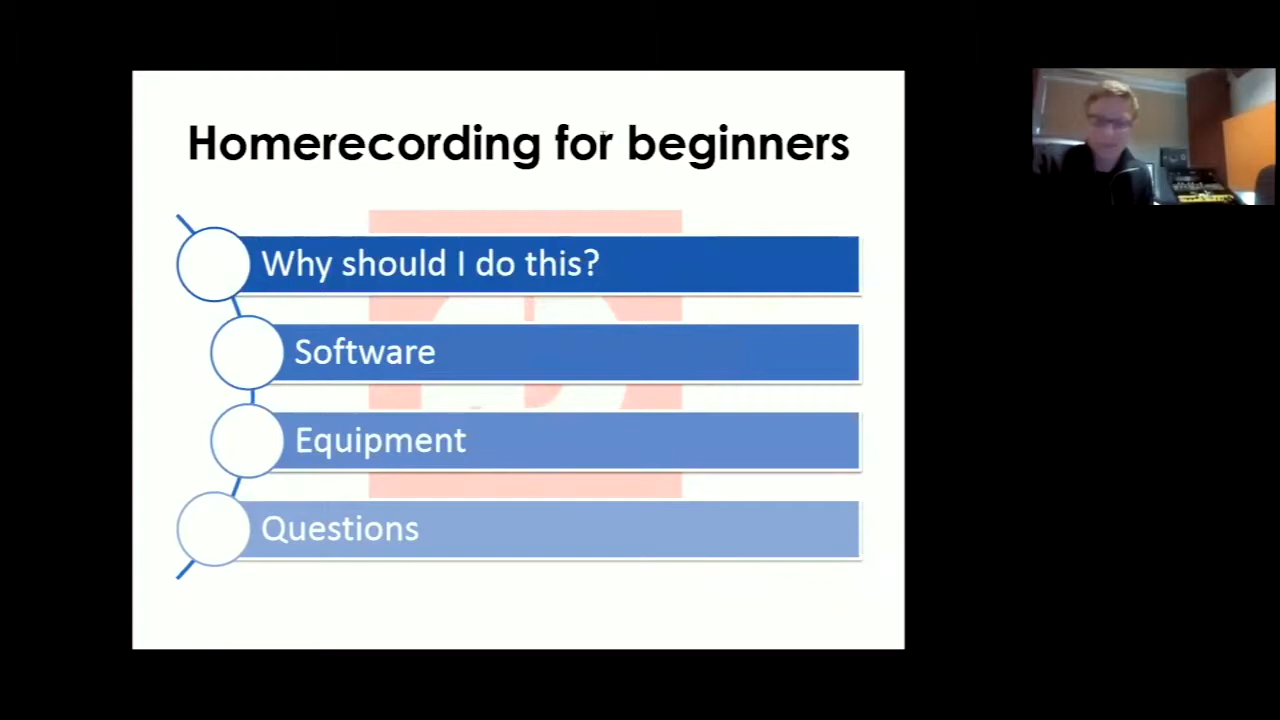 Homerecording for beginners
Why should I do this?
Software
Equipment
Questions